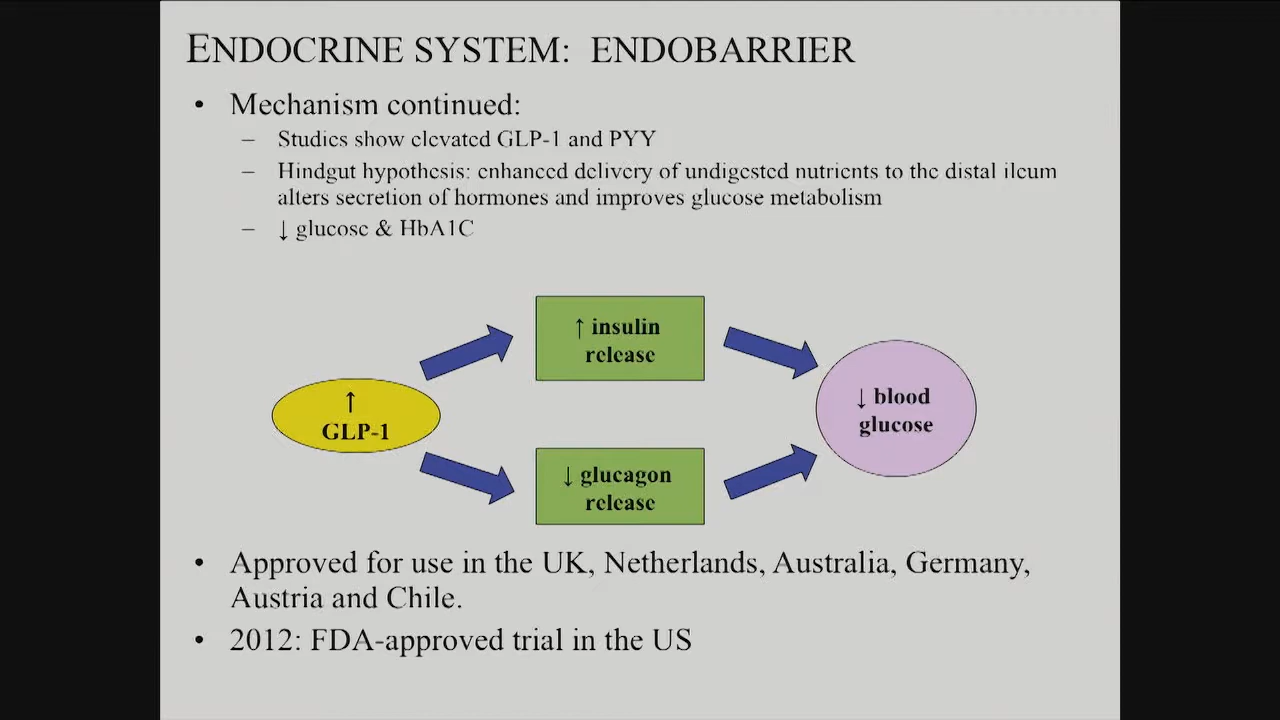 ENDOCRINE SYSTEM: ENDOBARRIER
• Mechanism continued:
– Studies show elevated GLP-1 and PYY
– Hindgut hypothesis: enhanced delivery of undigested nutrients to the distal ileum
alters secretion of hormones and improves glucose metabolism
– ↓ glucose & HbA1C
↑
GLP-1
↑ insulin
release
↓ glucagon
release
↓ blood
glucose
• Approved for use in the UK, Netherlands, Australia, Germany,
Austria and Chile.
• 2012: FDA-approved trial in the US